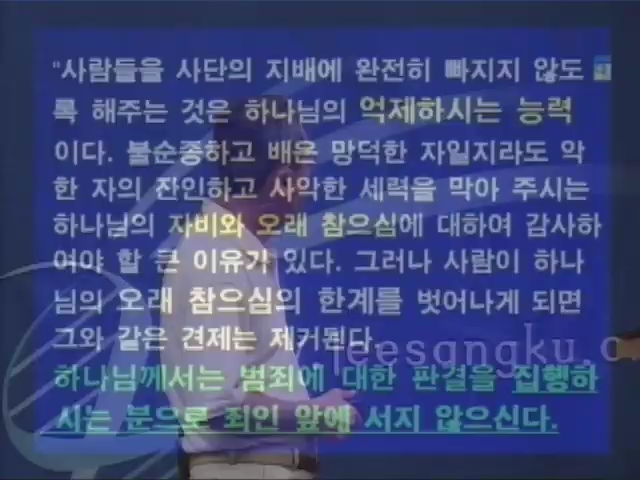 "사람들을 사단의 지배에 완전히 빠지지 않도
록 해주는 것은 하나님의 억제하시는 능력
이다. 불순종하고 배은 망덕한 자일지라도 악
한 자의 잔인하고 사악한 세력을 막아 주시는
하나님의 자비와 오래 참으심에 대하여 감사하
여야 할 큰 이유가 있다. 그러나 사람이 하나
님의 오래 참으심의 한계를 벗어나게 되면
그와 같은 견제는 제거된다.
leesangku.o
하나님께서는 범죄에 대한 판결을 집행하
시는 분으로 죄인 앞에 서지 않으신다.